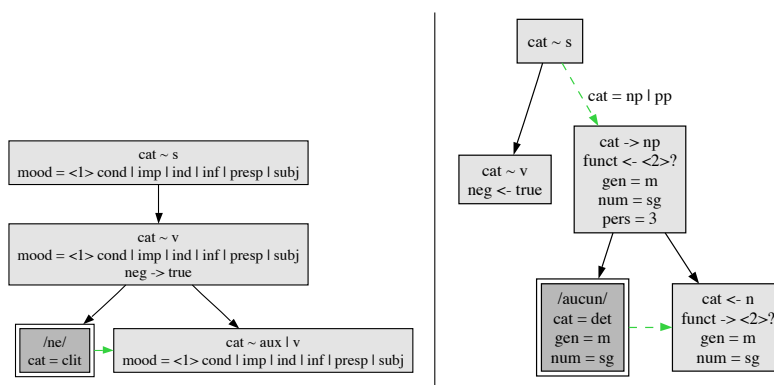 cat ~ s
mood = <1> cond | imp | ind | inf | presp | subj
cat ~ v
mood = <1> cond | imp | ind | inf | presp | subj
neg -> true
/ne/
cat = clit
cat ~ aux | v
mood = <1> cond | imp | ind | inf | presp | subj
cat ~ s
cat = np | pp
cat ~ v
neg <- true
cat -> np
funct <- <2>?
gen = m
num = sg
pers = 3
/aucun/
cat = det
gen = m
num = sg
cat <- n
funct -> <2>?
gen = m
num = sg